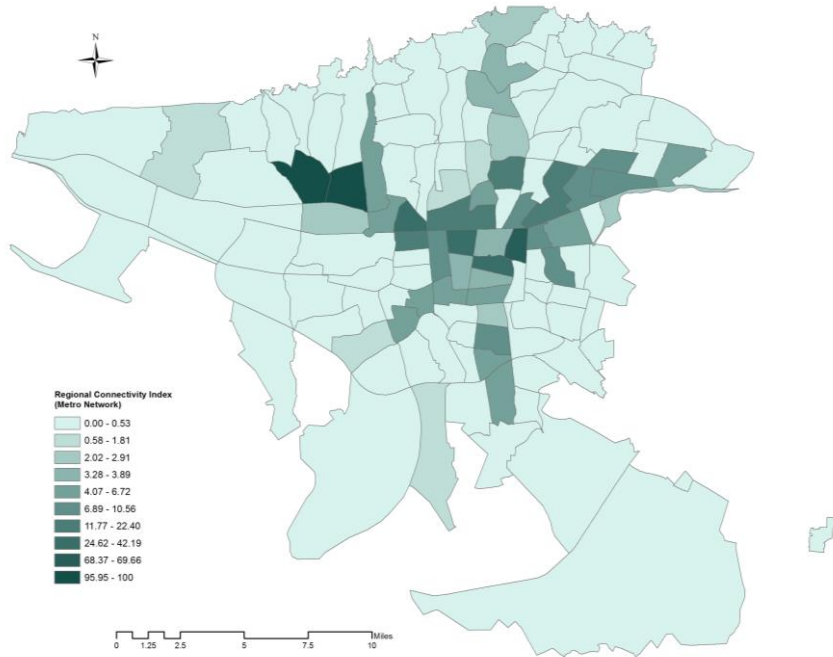 N
Regional Connectivity Index
(Metro Network)
0.00 - 0.53
0.58 - 1.81
2.02 - 2.91
3.28 - 3.89
4.07 - 6.72
6.89 - 10.56
11.77 - 22.40
24.62 - 42.19
68.37 - 69.66
95.95 - 100
Miles
0 1.25 2.5 5 7.5 10